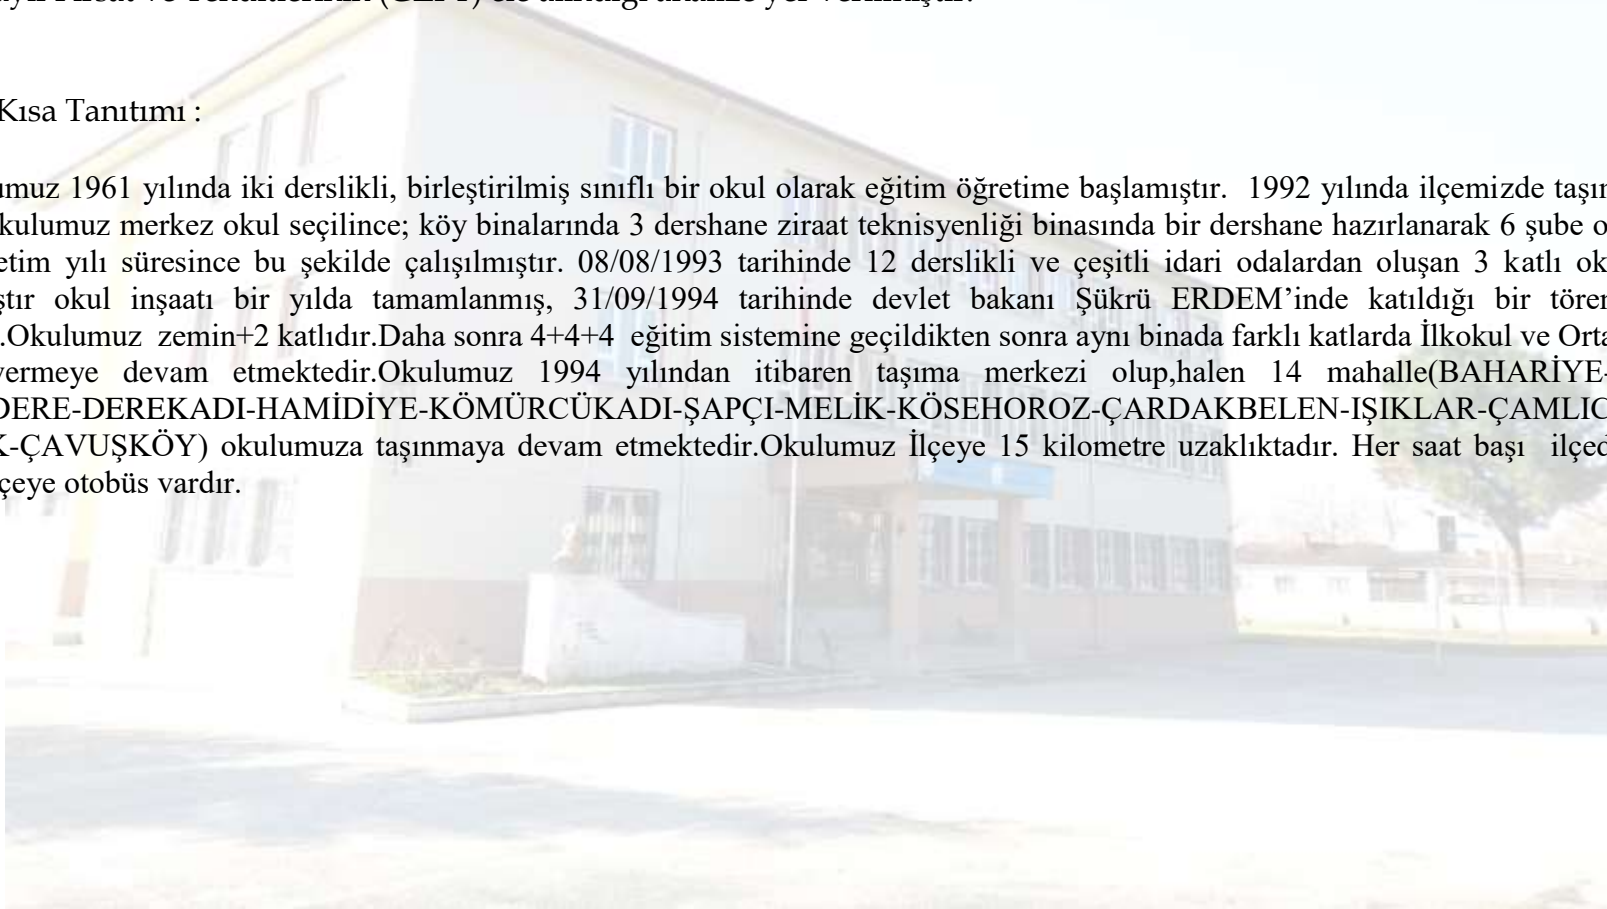 Kısa Tanıtımı :
muz 1961 yılında iki derslikli, birleştirilmiş sınıflı bir okul olarak eğitim öğretime başlamıştır. 1992 yılında ilçemizde taşın
kulumuz merkez okul seçilince; köy binalarında 3 dershane ziraat teknisyenliği binasında bir dershane hazırlanarak 6 şube o
etim yılı süresince bu şekilde çalışılmıştır. 08/08/1993 tarihinde 12 derslikli ve çeşitli idari odalardan oluşan 3 katlı ok
ştır okul inşaatı bir yılda tamamlanmış, 31/09/1994 tarihinde devlet bakanı Şükrü ERDEM’inde katıldığı bir tören
.Okulumuz zemin+2 katlıdır.Daha sonra 4+4+4 eğitim sistemine geçildikten sonra aynı binada farklı katlarda İlkokul ve Orta
vermeye devam etmektedir.Okulumuz 1994 yılından itibaren taşıma merkezi olup,halen 14 mahalle(BAHARİYE-
DERE-DEREKADI-HAMİDİYE-KÖMÜRCÜKADI-ŞAPÇI-MELİK-KÖSEHOROZ-ÇARDAKBELEN-IŞIKLAR-ÇAMLIC
K-ÇAVUŞKÖY) okulumuza taşınmaya devam etmektedir.Okulumuz İlçeye 15 kilometre uzaklıktadır. Her saat başı ilçed
çeye otobüs vardır.